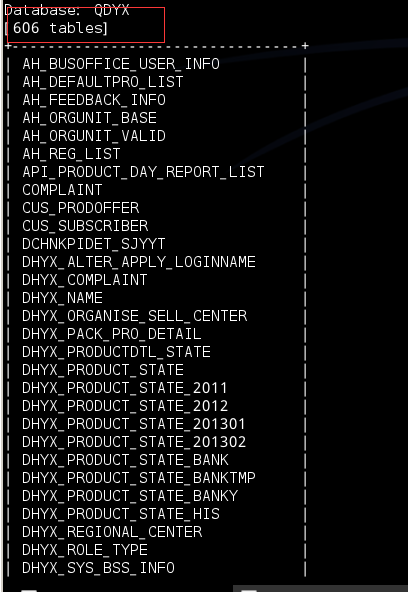 Database: QDYX
[606 tables]
+--------------------------------+
| AH_BUSOFFICE_USER_INFO |
| AH_DEFAULTPRO_LIST |
| AH_FEEDBACK_INFO |
| AH_ORGUNIT_BASE |
| AH_ORGUNIT_VALID |
| AH_REG_LIST |
| API_PRODUCT_DAY_REPORT_LIST |
| COMPLAINT |
| CUS_PRODOFFER |
| CUS_SUBSCRIBER |
| DCHNKPIDET_SJYYT |
| DHYX_ALTER_APPLY_LOGINNAME |
| DHYX_COMPLAINT |
| DHYX_NAME |
| DHYX_ORGANISE_SELL_CENTER |
| DHYX_PACK_PRO_DETAIL |
| DHYX_PRODUCTDTL_STATE |
| DHYX_PRODUCT_STATE |
| DHYX_PRODUCT_STATE_2011 |
| DHYX_PRODUCT_STATE_2012 |
| DHYX_PRODUCT_STATE_201301 |
| DHYX_PRODUCT_STATE_201302 |
| DHYX_PRODUCT_STATE_BANK |
| DHYX_PRODUCT_STATE_BANKTMP |
| DHYX_PRODUCT_STATE_BANKY |
| DHYX_PRODUCT_STATE_HIS |
| DHYX_REGIONAL_CENTER |
| DHYX_ROLE_TYPE |
| DHYX_SYS_BSS_INFO |